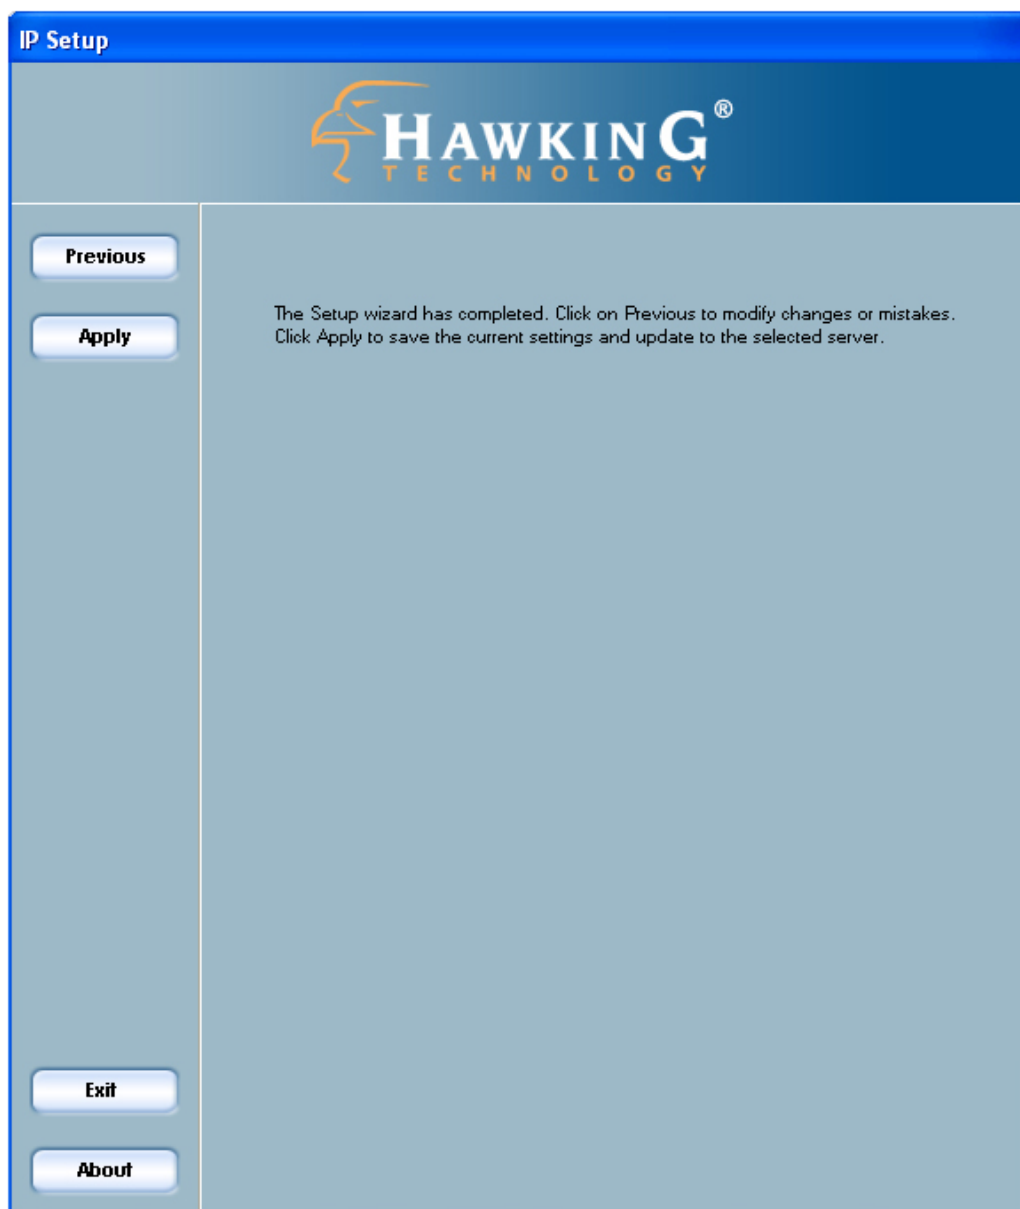 IP Setup
HAWKING®
TECHNOLOGY
Previous
Apply
The Setup wizard has completed. Click on Previous to modify changes or mistakes.
Click Apply to save the current settings and update to the selected server.
Exit
About